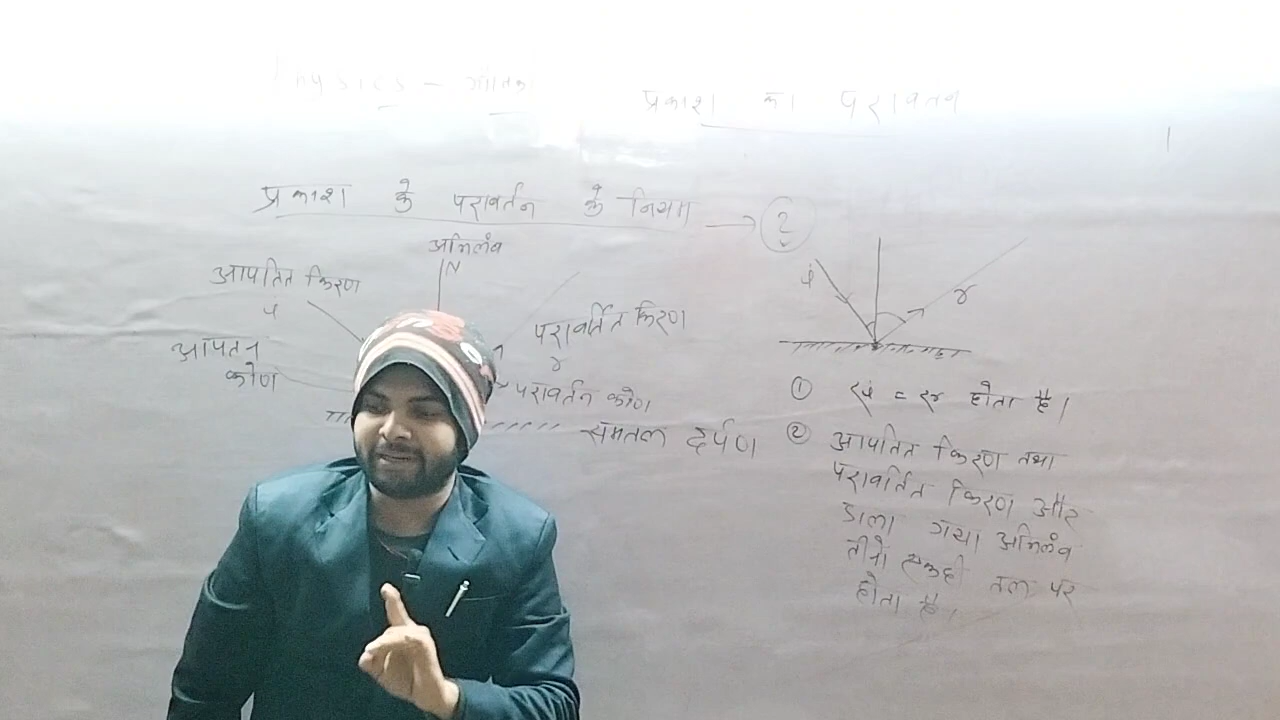 Physics - भौतिक
प्रकाश का परावर्तन
प्रकाश के परावर्तन के नियम → ?
अभिलंब
N
आपतित किरण
i
आपतन
कोण
परावर्तित किरण
r
परावर्तन कोण
समतल दर्पण
i
r
① ∠i = ∠r होता है।
② आपतित किरण तथा
परावर्तित किरण और
डाला गया अभिलंब
तीनो एकही तल पर
होता है।